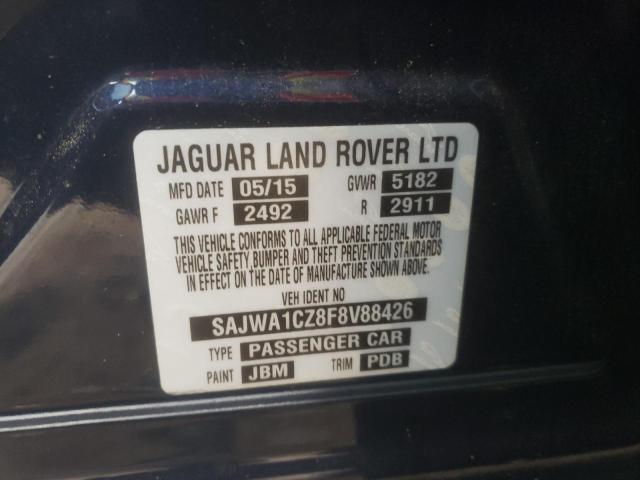 JAGUAR LAND ROVER LTD
MFD DATE 05/15 GVWR 5182
GAWR F 2492 R 2911
THIS VEHICLE CONFORMS TO ALL APPLICABLE FEDERAL MOTOR
VEHICLE SAFETY, BUMPER AND THEFT PREVENTION STANDARDS
IN EFFECT ON THE DATE OF MANUFACTURE SHOWN ABOVE.
VEH IDENT NO
SAJWA1CZ8F8V88426
TYPE PASSENGER CAR
PAINT JBM TRIM PDB